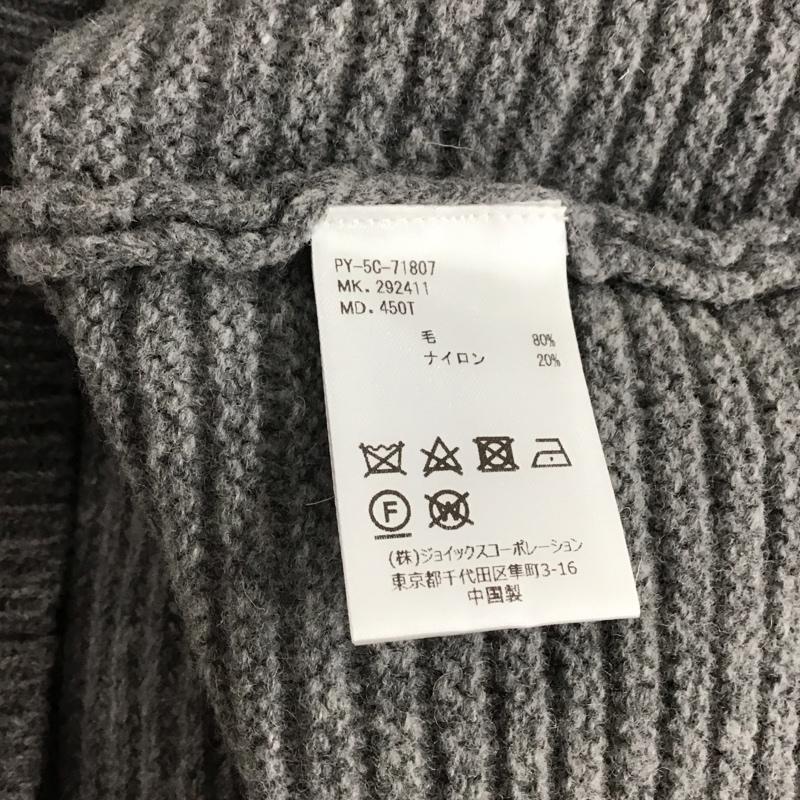 PY-5C-71807
MK. 292411
MD. 450T
毛 80%
ナイロン 20%
F W
(株)ジョイックスコーポレーション
東京都千代田区隼町3-16
中国製